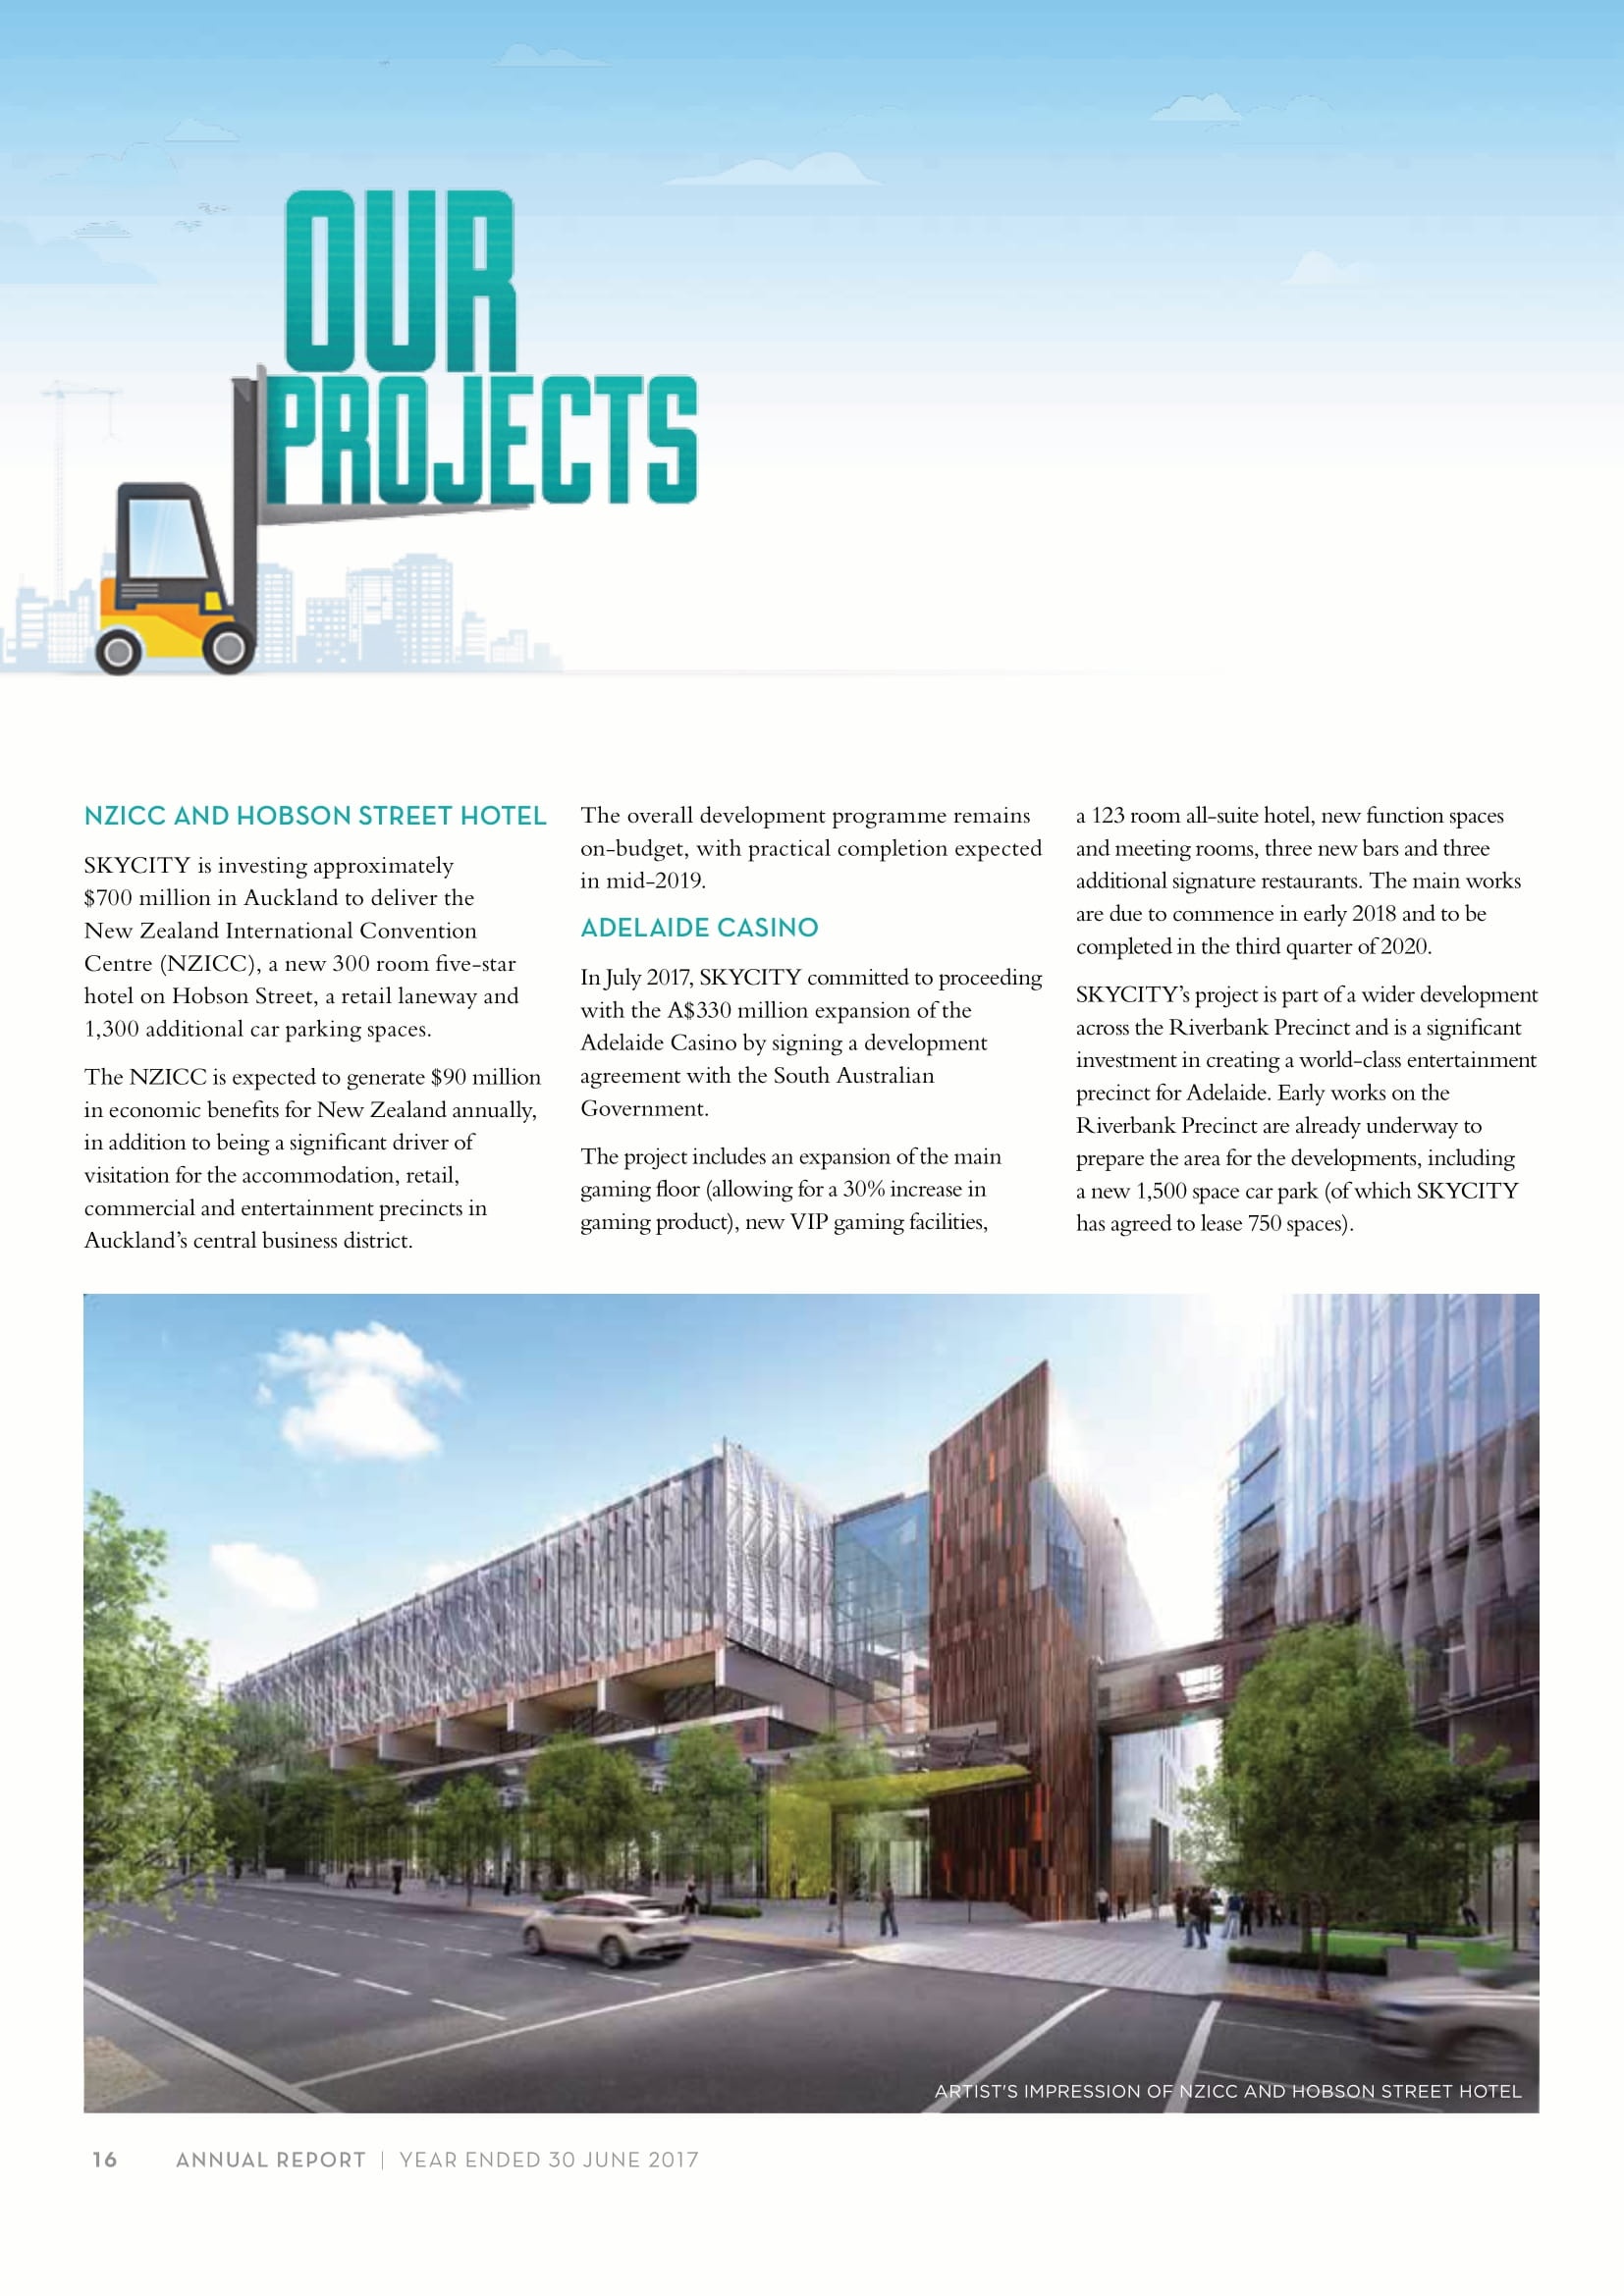 OUR
PROJECTS
NZICC AND HOBSON STREET HOTEL
SKYCITY is investing approximately
$700 million in Auckland to deliver the
New Zealand International Convention
Centre (NZICC), a new 300 room five-star
hotel on Hobson Street, a retail laneway and
1,300 additional car parking spaces.
The NZICC is expected to generate $90 million
in economic benefits for New Zealand annually,
in addition to being a significant driver of
visitation for the accommodation, retail,
commercial and entertainment precincts in
Auckland's central business district.
The overall development programme remains
on-budget, with practical completion expected
in mid-2019.
ADELAIDE CASINO
In July 2017, SKYCITY committed to proceeding
with the A$330 million expansion of the
Adelaide Casino by signing a development
agreement with the South Australian
Government.
The project includes an expansion of the main
gaming floor (allowing for a 30% increase in
gaming product), new VIP gaming facilities,
a 123 room all-suite hotel, new function spaces
and meeting rooms, three new bars and three
additional signature restaurants. The main works
are due to commence in early 2018 and to be
completed in the third quarter of 2020.
SKYCITY's project is part of a wider development
across the Riverbank Precinct and is a significant
investment in creating a world-class entertainment
precinct for Adelaide. Early works on the
Riverbank Precinct are already underway to
prepare the area for the developments, including
a new 1,500 space car park (of which SKYCITY
has agreed to lease 750 spaces).
ARTIST'S IMPRESSION OF NZICC AND HOBSON STREET HOTEL
16 ANNUAL REPORT | YEAR ENDED 30 JUNE 2017